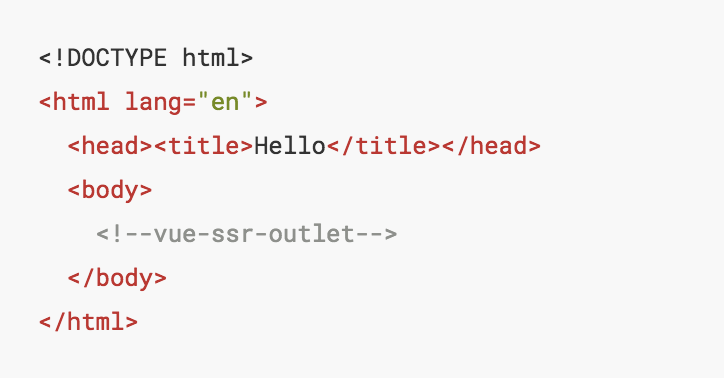 <!DOCTYPE html>
<html lang="en">
<head><title>Hello</title></head>
<body>
<!--vue-ssr-outlet-->
</body>
</html>